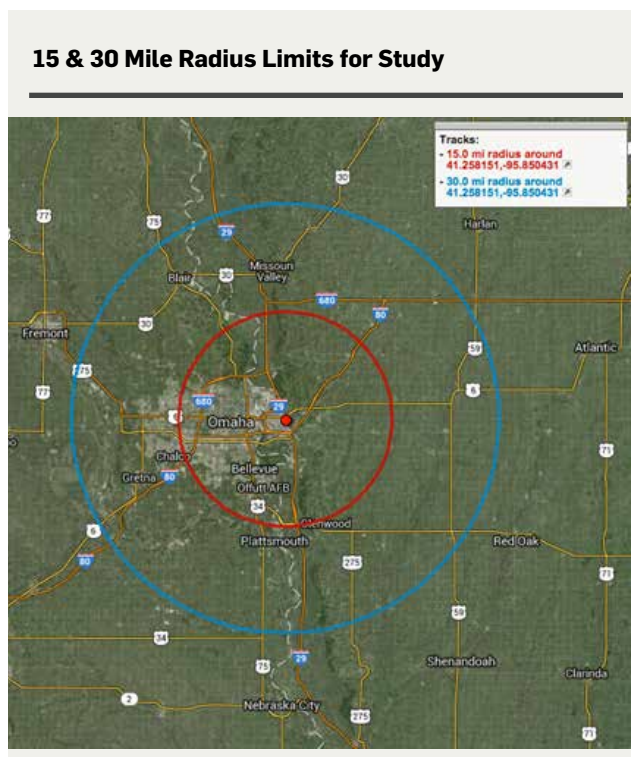 15 & 30 Mile Radius Limits for Study
Tracks:
- 15.0 mi radius around
41.258151,-95.850431
- 30.0 mi radius around
41.258151,-95.850431
30
77
75
Harlan
29
Missouri
Valley
Blair
30
680
80
30
Fremont
59
Atlantic
275
6
77
680
29
6
Omaha
71
Chalco
Bellevue
Gretna
80
Offutt AFB
34
Glenwood
6
Plattsmouth
Red Oak
80
275
71
59
34
29
75
Shenandoah
Clarinda
2
Nebraska City
275
71